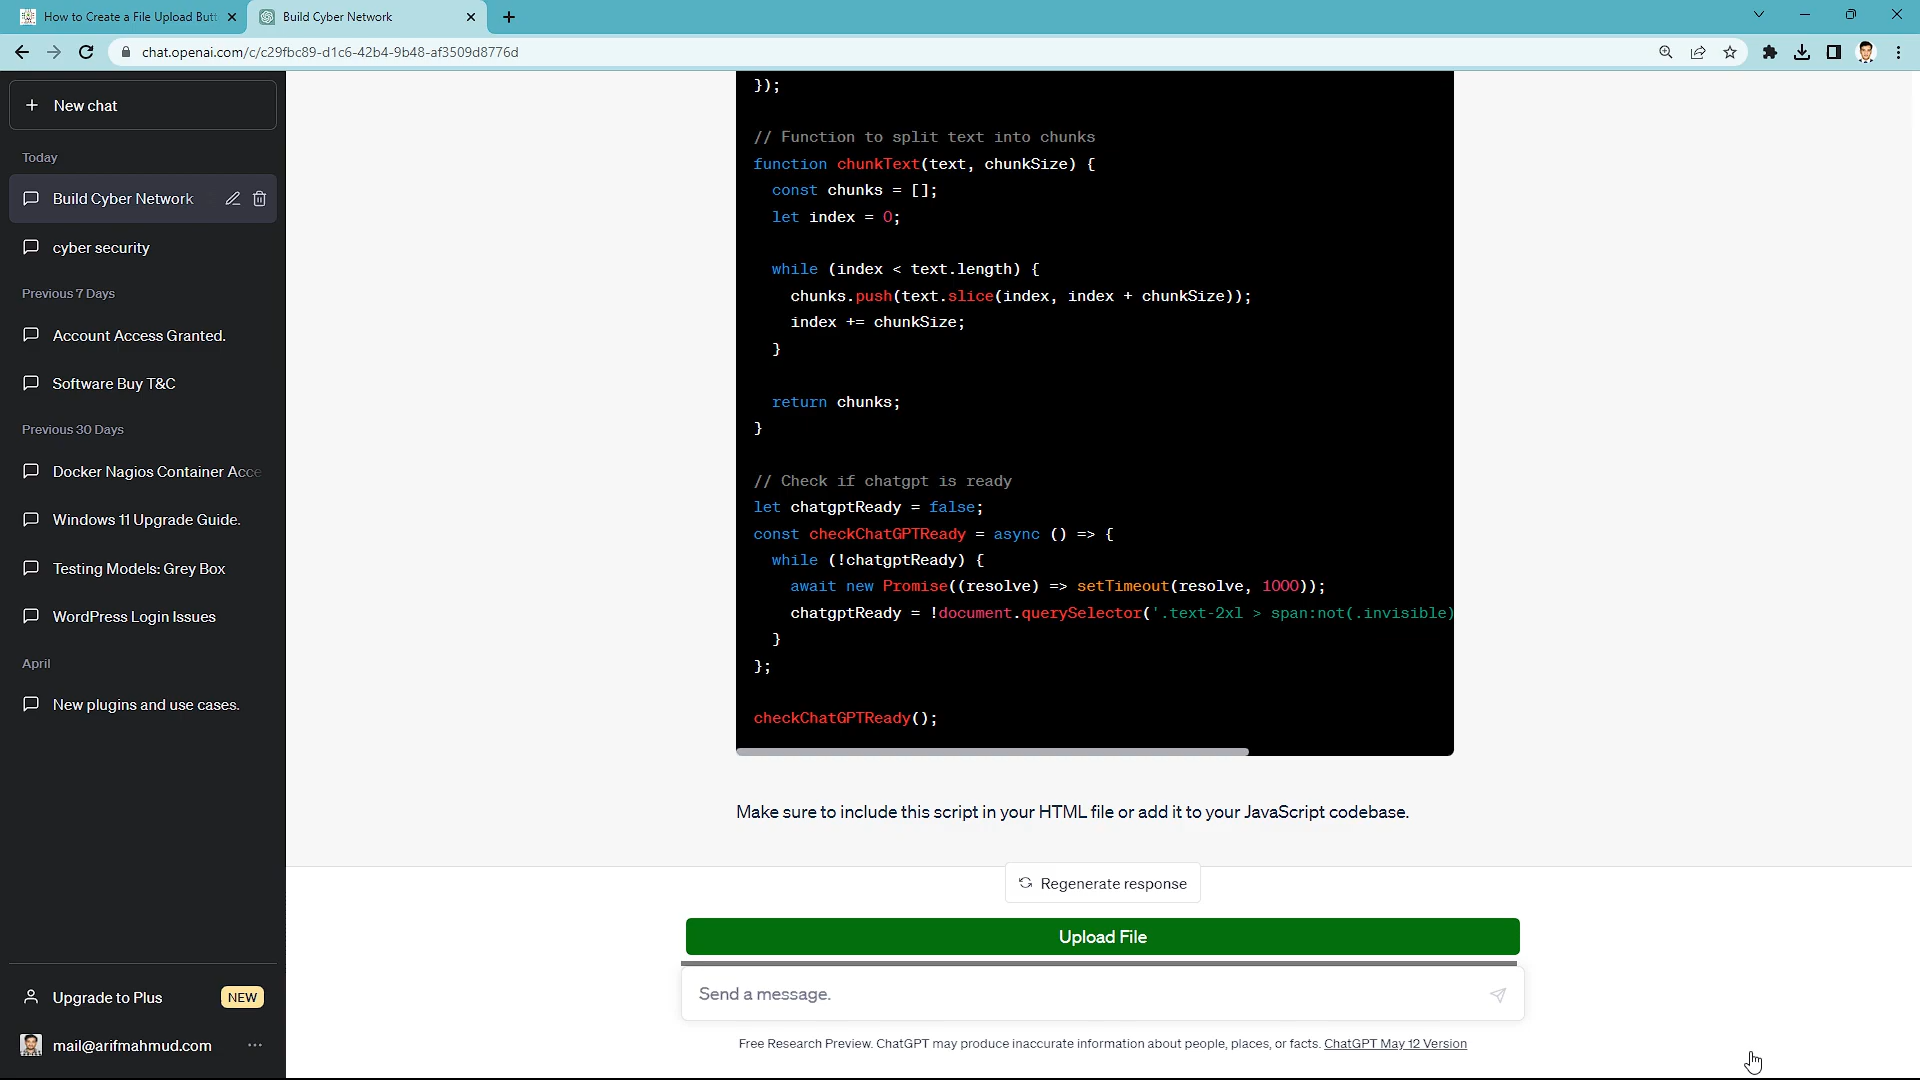 How to Create a File Upload Butt
Build Cyber Network
chat.openai.com/c/c29fbc89-d1c6-42b4-9b48-af3509d8776d
New chat
Today
Build Cyber Network
cyber security
Previous 7 Days
Account Access Granted.
Software Buy T&C
Previous 30 Days
Docker Nagios Container Acce
Windows 11 Upgrade Guide.
Testing Models: Grey Box
WordPress Login Issues
April
New plugins and use cases.
Upgrade to Plus
NEW
mail@arifmahmud.com
});
// Function to split text into chunks
function chunkText(text, chunkSize) {
const chunks = [];
let index = 0;
while (index < text.length) {
chunks.push(text.slice(index, index + chunkSize));
index += chunkSize;
}
return chunks;
}
// Check if chatgpt is ready
let chatgptReady = false;
const checkChatGPTReady = async () => {
while (!chatgptReady) {
await new Promise((resolve) => setTimeout(resolve, 1000));
chatgptReady = !document.querySelector('.text-2xl > span:not(.invisible)
}
};
checkChatGPTReady();
Make sure to include this script in your HTML file or add it to your JavaScript codebase.
Regenerate response
Upload File
Send a message.
Free Research Preview. ChatGPT may produce inaccurate information about people, places, or facts. ChatGPT May 12 Version